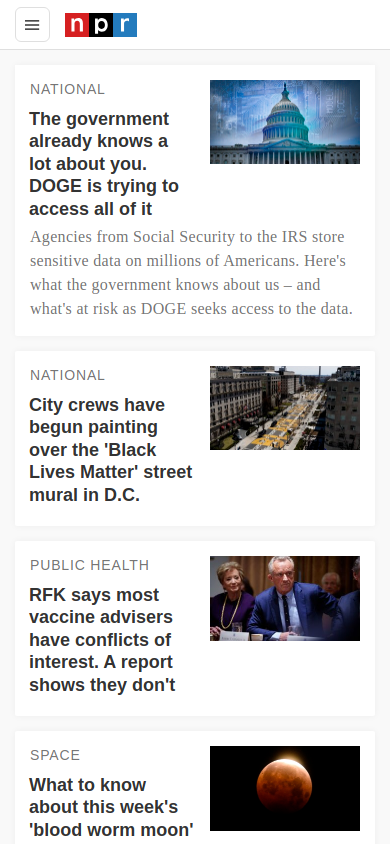 npr
NATIONAL
The government
already knows a
lot about you.
DOGE is trying to
access all of it
Agencies from Social Security to the IRS store
sensitive data on millions of Americans. Here's
what the government knows about us – and
what's at risk as DOGE seeks access to the data.
NATIONAL
City crews have
begun painting
over the 'Black
Lives Matter' street
mural in D.C.
PUBLIC HEALTH
RFK says most
vaccine advisers
have conflicts of
interest. A report
shows they don't
SPACE
What to know
about this week's
'blood worm moon'